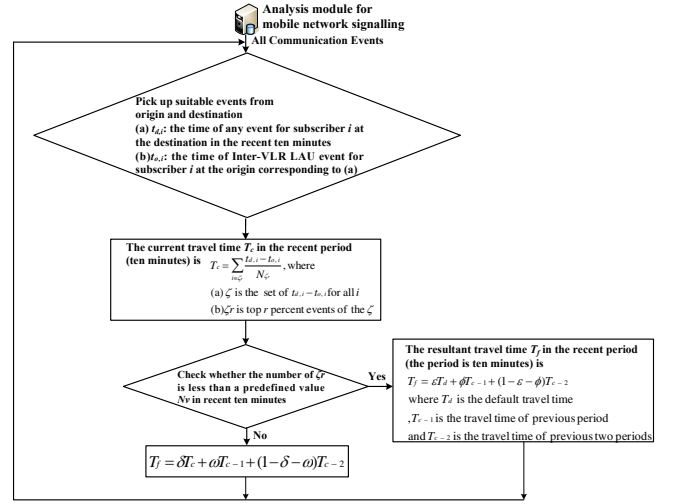 Analysis module for
mobile network signalling
All Communication Events
Pick up suitable events from
origin and destination
(a) t_{d,i}: the time of any event for subscriber i at
the destination in the recent ten minutes
(b)t_{o,i}: the time of Inter-VLR LAU event for
subscriber i at the origin corresponding to (a)
The current travel time T_c in the recent period
(ten minutes) is T_c = ∑_{i=ζr} (t_{d,i} − t_{o,i}) / N_{ζr}, where
(a) ζ is the set of t_{d,i} − t_{o,i} for all i
(b)ζr is top r percent events of the ζ
Check whether the number of ζr
is less than a predefined value
Nv in recent ten minutes
Yes
No
The resultant travel time T_f in the recent period
(the period is ten minutes) is
T_f = εT_d + ϕT_{c−1} + (1 − ε − ϕ)T_{c−2}
where T_d is the default travel time
,T_{c−1} is the travel time of previous period
and T_{c−2} is the travel time of previous two periods
T_f = δT_c + ωT_{c−1} + (1 − δ − ω)T_{c−2}